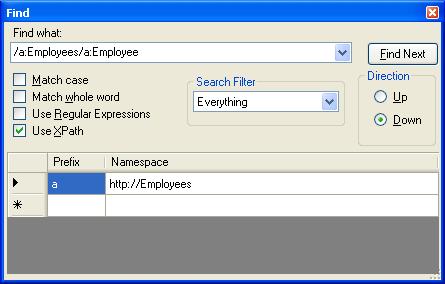 Find
Find what:
/a:Employees/a:Employee
Find Next
Match case
Match whole word
Use Regular Expressions
Use XPath
Search Filter
Everything
Direction
Up
Down
Prefix Namespace
a http://Employees